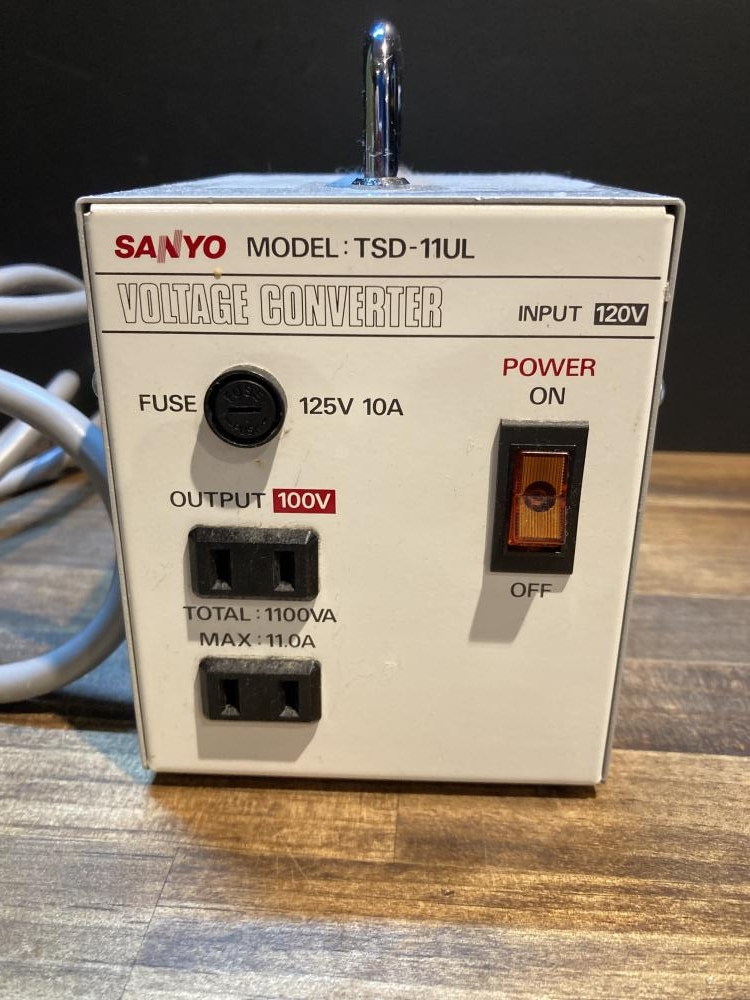 SANYO MODEL: TSD-11UL
VOLTAGE CONVERTER
INPUT 120V
POWER
ON
FUSE
FUSE 125V 10A
OUTPUT 100V
TOTAL: 1100VA
MAX: 11.0A
OFF